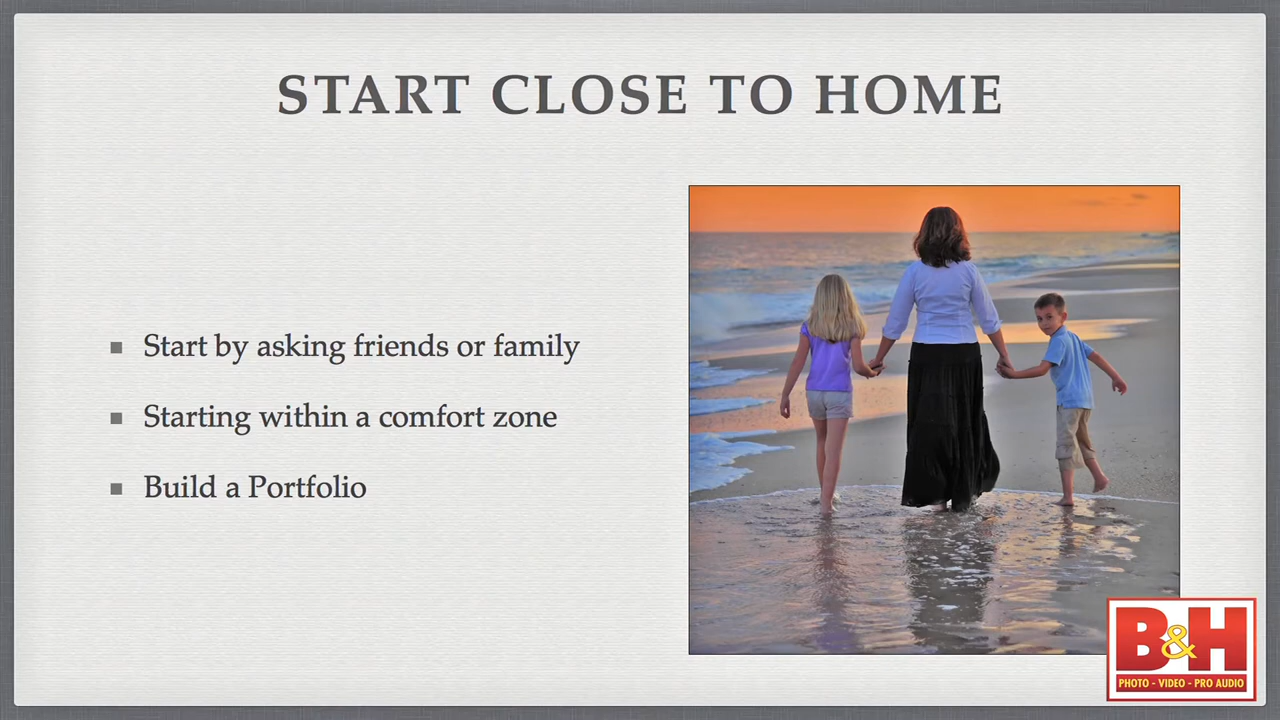 START CLOSE TO HOME
Start by asking friends or family
Starting within a comfort zone
Build a Portfolio
B&H
PHOTO - VIDEO - PRO AUDIO